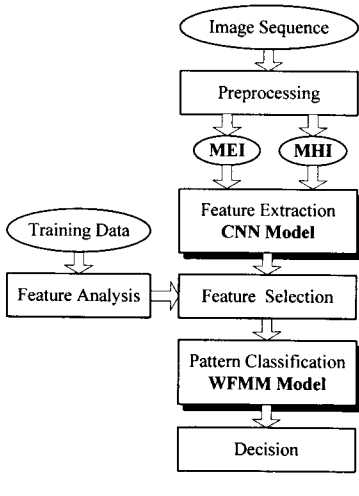 Image Sequence
Preprocessing
MEI
MHI
Feature Extraction
CNN Model
Training Data
Feature Analysis
Feature Selection
Pattern Classification
WFMM Model
Decision